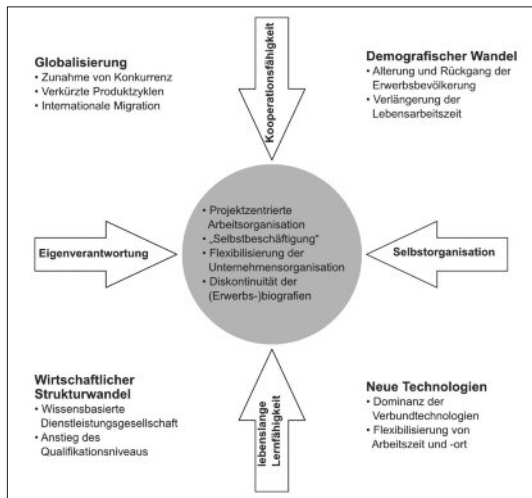 Globalisierung
• Zunahme von Konkurrenz
• Verkürzte Produktzyklen
• Internationale Migration
Kooperationsfähigkeit
Demografischer Wandel
• Alterung und Rückgang der
Erwerbsbevölkerung
• Verlängerung der
Lebensarbeitszeit
Eigenverantwortung
• Projektzentrierte
Arbeitsorganisation
• „Selbstbeschäftigung“
• Flexibilisierung der
Unternehmensorganisation
• Diskontinuität der
(Erwerbs-)biografien
Selbstorganisation
Wirtschaftlicher
Strukturwandel
• Wissensbasierte
Dienstleistungsgesellschaft
• Anstieg des
Qualifikationsniveaus
lebenslange
Lernfähigkeit
Neue Technologien
• Dominanz der
Verbundtechnologien
• Flexibilisierung von
Arbeitszeit und -ort